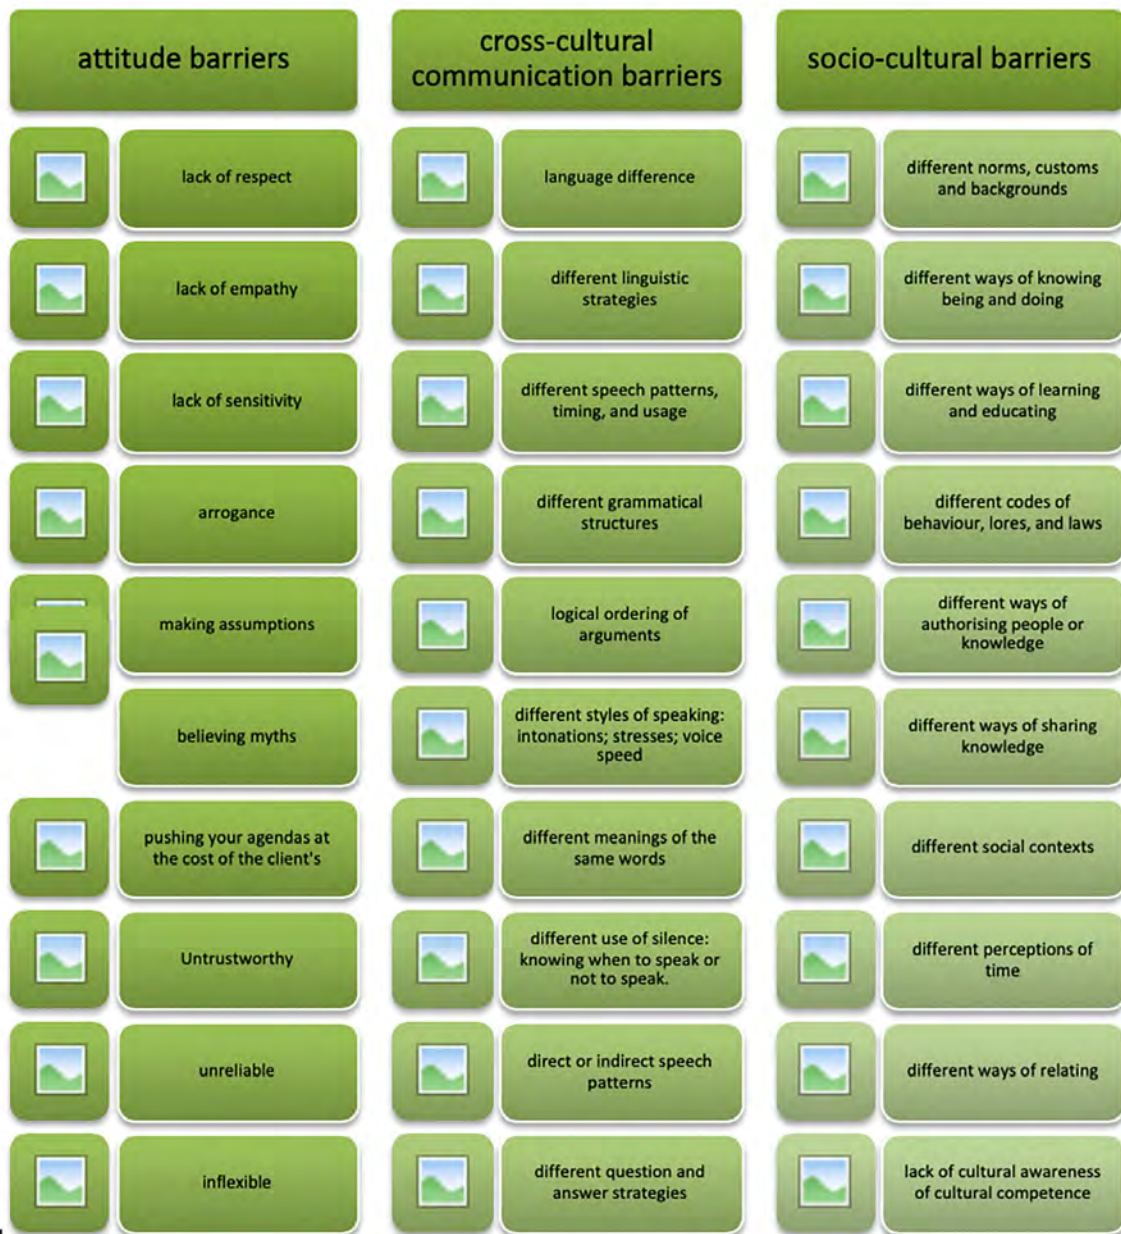 attitude barriers
lack of respect
lack of empathy
lack of sensitivity
arrogance
making assumptions
believing myths
pushing your agendas at
the cost of the client's
Untrustworthy
unreliable
inflexible
cross-cultural
communication barriers
language difference
different linguistic
strategies
different speech patterns,
timing, and usage
different grammatical
structures
logical ordering of
arguments
different styles of speaking:
intonations; stresses; voice
speed
different meanings of the
same words
different use of silence:
knowing when to speak or
not to speak.
direct or indirect speech
patterns
different question and
answer strategies
socio-cultural barriers
different norms, customs
and backgrounds
different ways of knowing
being and doing
different ways of learning
and educating
different codes of
behaviour, lores, and laws
different ways of
authorising people or
knowledge
different ways of sharing
knowledge
different social contexts
different perceptions of
time
different ways of relating
lack of cultural awareness
of cultural competence